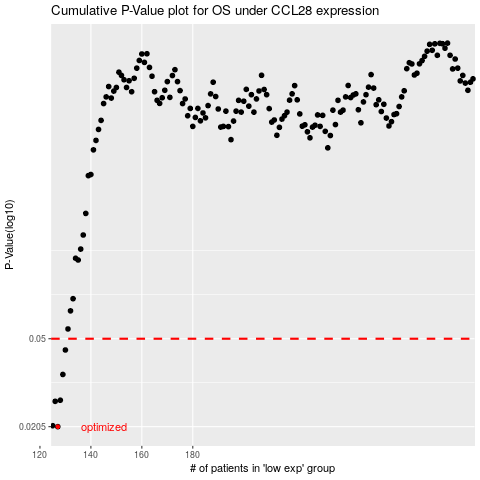 Cumulative P-Value plot for OS under CCL28 expression
P-Value(log10)
0.05
0.0205
optimized
120 140 160 180
# of patients in 'low exp' group